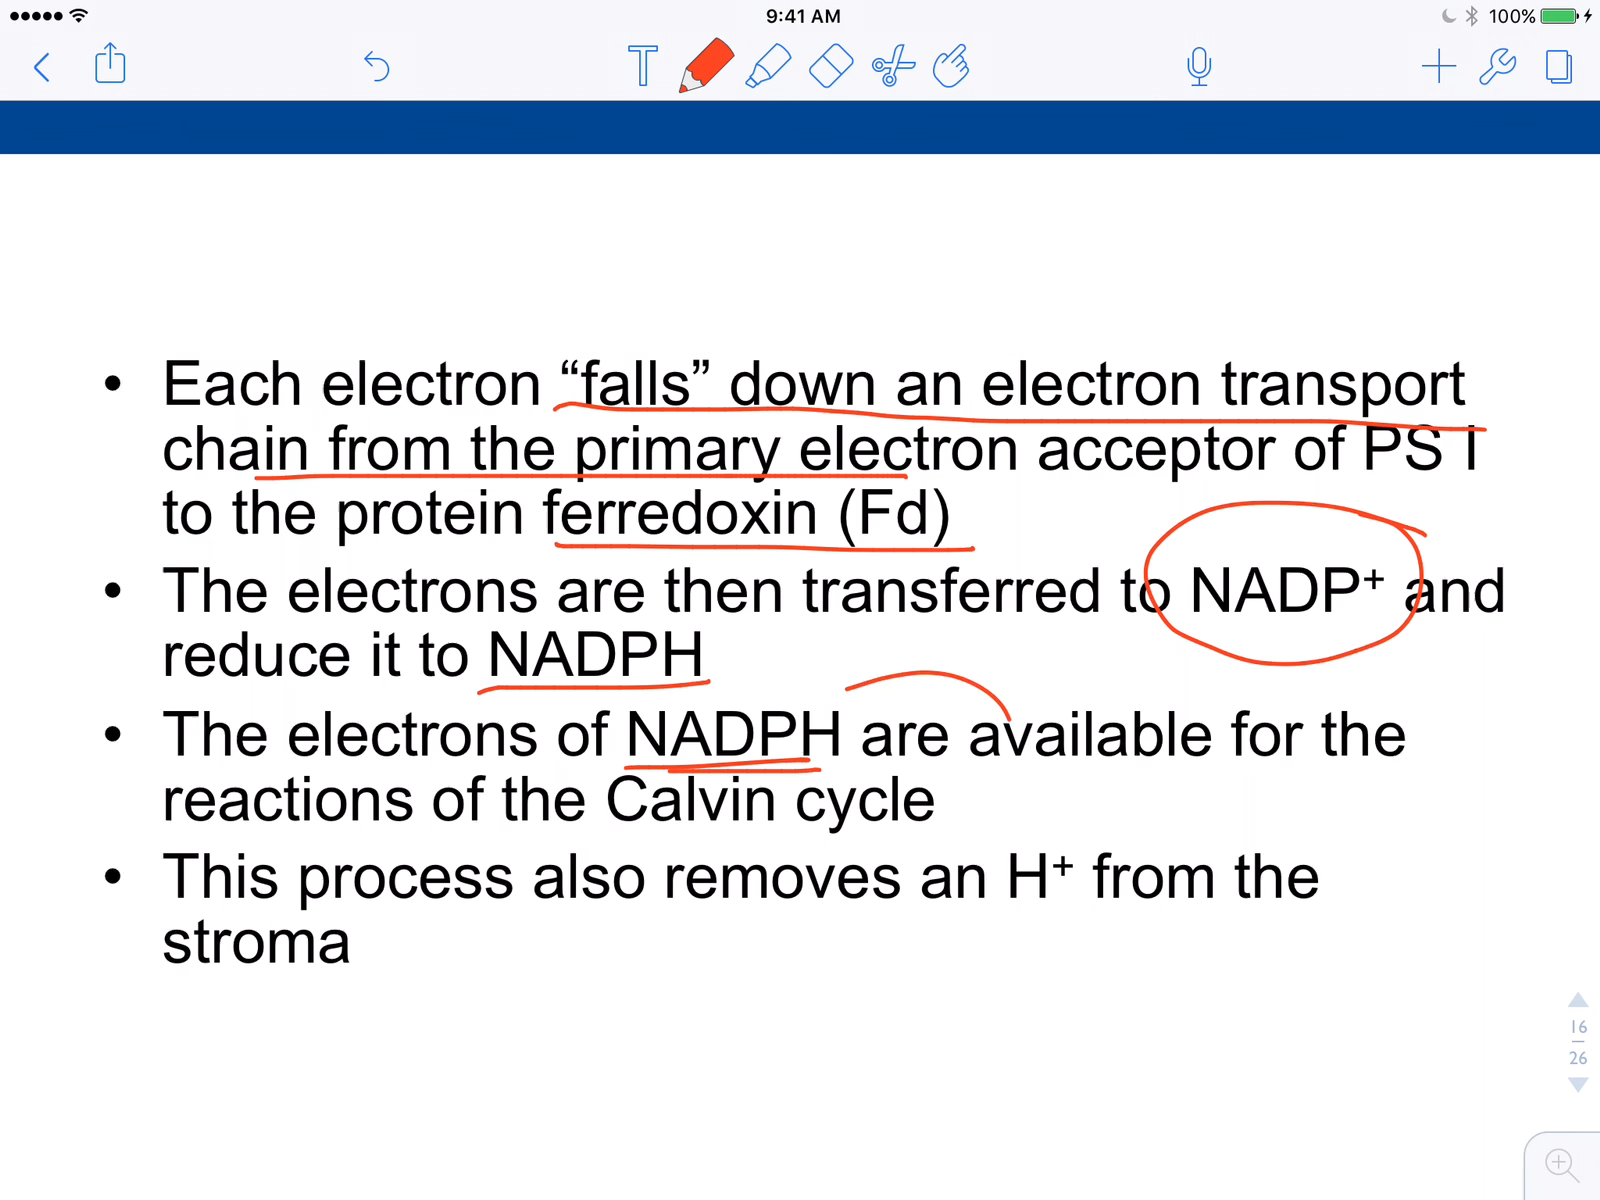 9:41 AM
100%
T
• Each electron “falls” down an electron transport
chain from the primary electron acceptor of PS I
to the protein ferredoxin (Fd)
• The electrons are then transferred to NADP⁺ and
reduce it to NADPH
• The electrons of NADPH are available for the
reactions of the Calvin cycle
• This process also removes an H⁺ from the
stroma
16
26